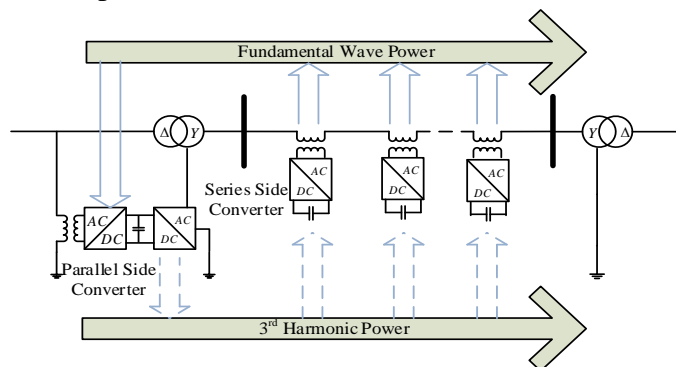 Fundamental Wave Power
Δ Y
Y Δ
AC
DC
AC
DC
AC
DC
Series Side
Converter
AC
DC
AC
DC
Parallel Side
Converter
3rd Harmonic Power